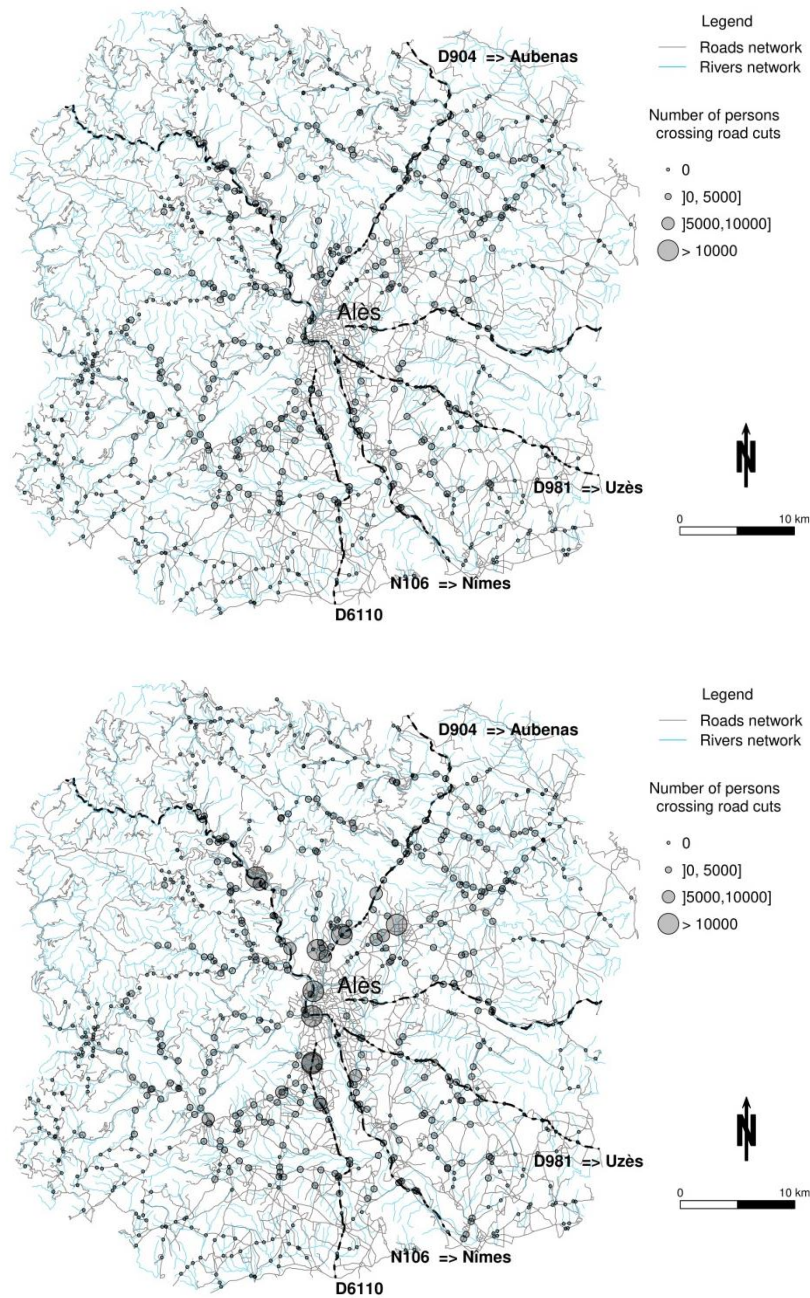 Legend
Roads network
Rivers network
D904 => Aubenas
Number of persons
crossing road cuts
0
]0, 5000]
]5000,10000]
> 10000
Alès
N
D981 => Uzès
0 10 km
N106 => Nîmes
D6110
Legend
Roads network
Rivers network
D904 => Aubenas
Number of persons
crossing road cuts
0
]0, 5000]
]5000,10000]
> 10000
Alès
N
D981 => Uzès
0 10 km
N106 => Nîmes
D6110